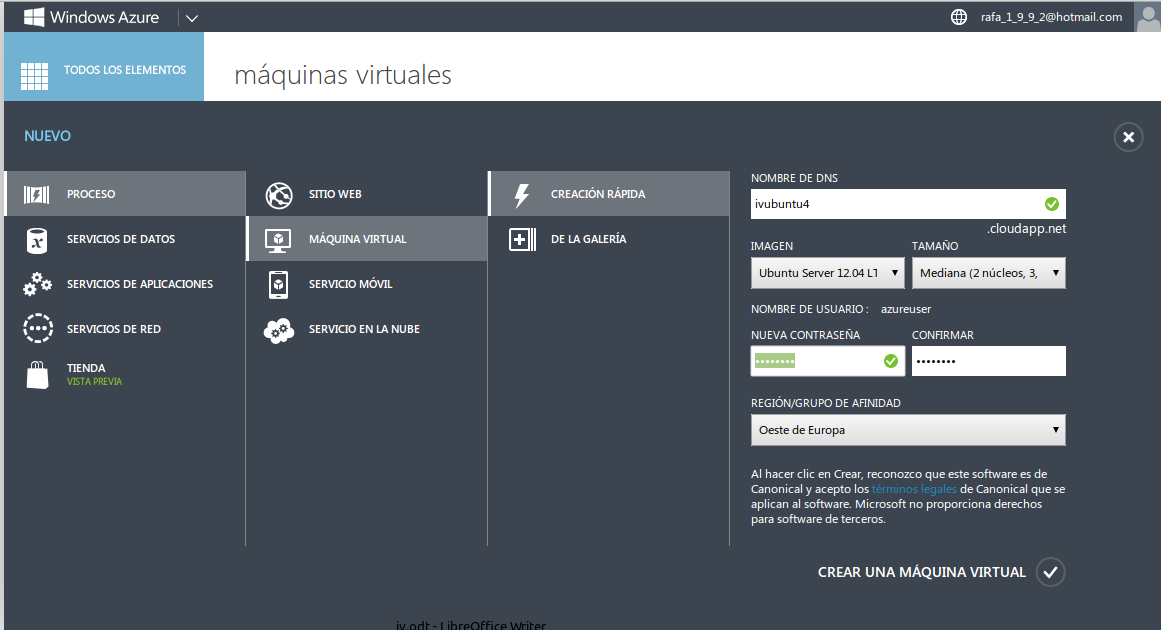 Windows Azure
rafa_1_9_9_2@hotmail.com
TODOS LOS ELEMENTOS
máquinas virtuales
NUEVO
PROCESO
SERVICIOS DE DATOS
SERVICIOS DE APLICACIONES
SERVICIOS DE RED
TIENDA
VISTA PREVIA
SITIO WEB
MÁQUINA VIRTUAL
SERVICIO MÓVIL
SERVICIO EN LA NUBE
CREACIÓN RÁPIDA
DE LA GALERÍA
NOMBRE DE DNS
ivubuntu4
.cloudapp.net
IMAGEN TAMAÑO
Ubuntu Server 12.04 LT Mediana (2 núcleos, 3,
NOMBRE DE USUARIO : azureuser
NUEVA CONTRASEÑA CONFIRMAR
•••••••• ••••••••
REGIÓN/GRUPO DE AFINIDAD
Oeste de Europa
Al hacer clic en Crear, reconozco que este software es de
Canonical y acepto los términos legales de Canonical que se
aplican al software. Microsoft no proporciona derechos
para software de terceros.
CREAR UNA MÁQUINA VIRTUAL
iv.odt - LibreOffice Writer